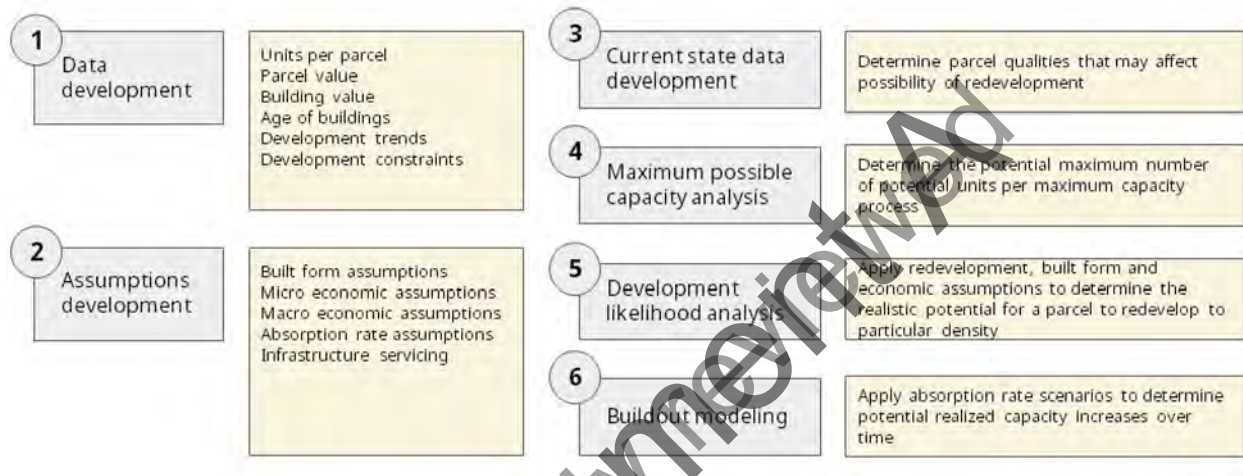 1
Data
development
Units per parcel
Parcel value
Building value
Age of buildings
Development trends
Development constraints
2
Assumptions
development
Built form assumptions
Micro economic assumptions
Macro economic assumptions
Absorption rate assumptions
Infrastructure servicing
3
Current state data
development
Determine parcel qualities that may affect
possibility of redevelopment
4
Maximum possible
capacity analysis
Determine the potential maximum number
of potential units per maximum capacity
process
5
Development
likelihood analysis
Apply redevelopment, built form and
economic assumptions to determine the
realistic potential for a parcel to redevelop to
particular density
6
Buildout modeling
Apply absorption rate scenarios to determine
potential realized capacity increases over
time